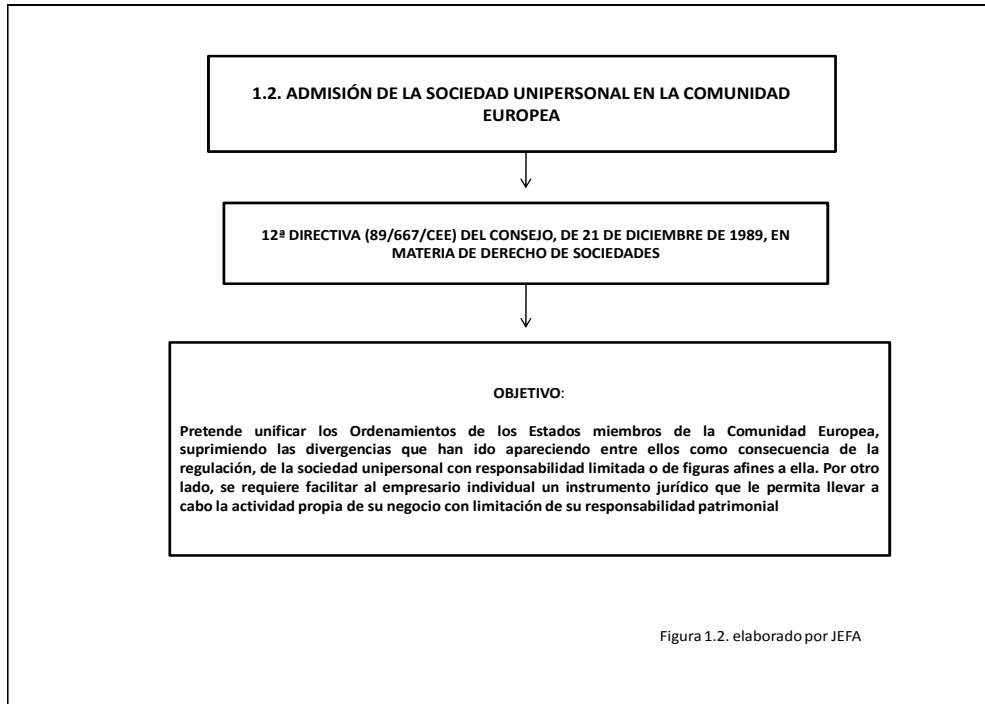 1.2. ADMISIÓN DE LA SOCIEDAD UNIPERSONAL EN LA COMUNIDAD
EUROPEA
12ª DIRECTIVA (89/667/CEE) DEL CONSEJO, DE 21 DE DICIEMBRE DE 1989, EN
MATERIA DE DERECHO DE SOCIEDADES
OBJETIVO:
Pretende unificar los Ordenamientos de los Estados miembros de la Comunidad Europea,
suprimiendo las divergencias que han ido apareciendo entre ellos como consecuencia de la
regulación, de la sociedad unipersonal con responsabilidad limitada o de figuras afines a ella. Por otro
lado, se requiere facilitar al empresario individual un instrumento jurídico que le permita llevar a
cabo la actividad propia de su negocio con limitación de su responsabilidad patrimonial
Figura 1.2. elaborado por JEFA